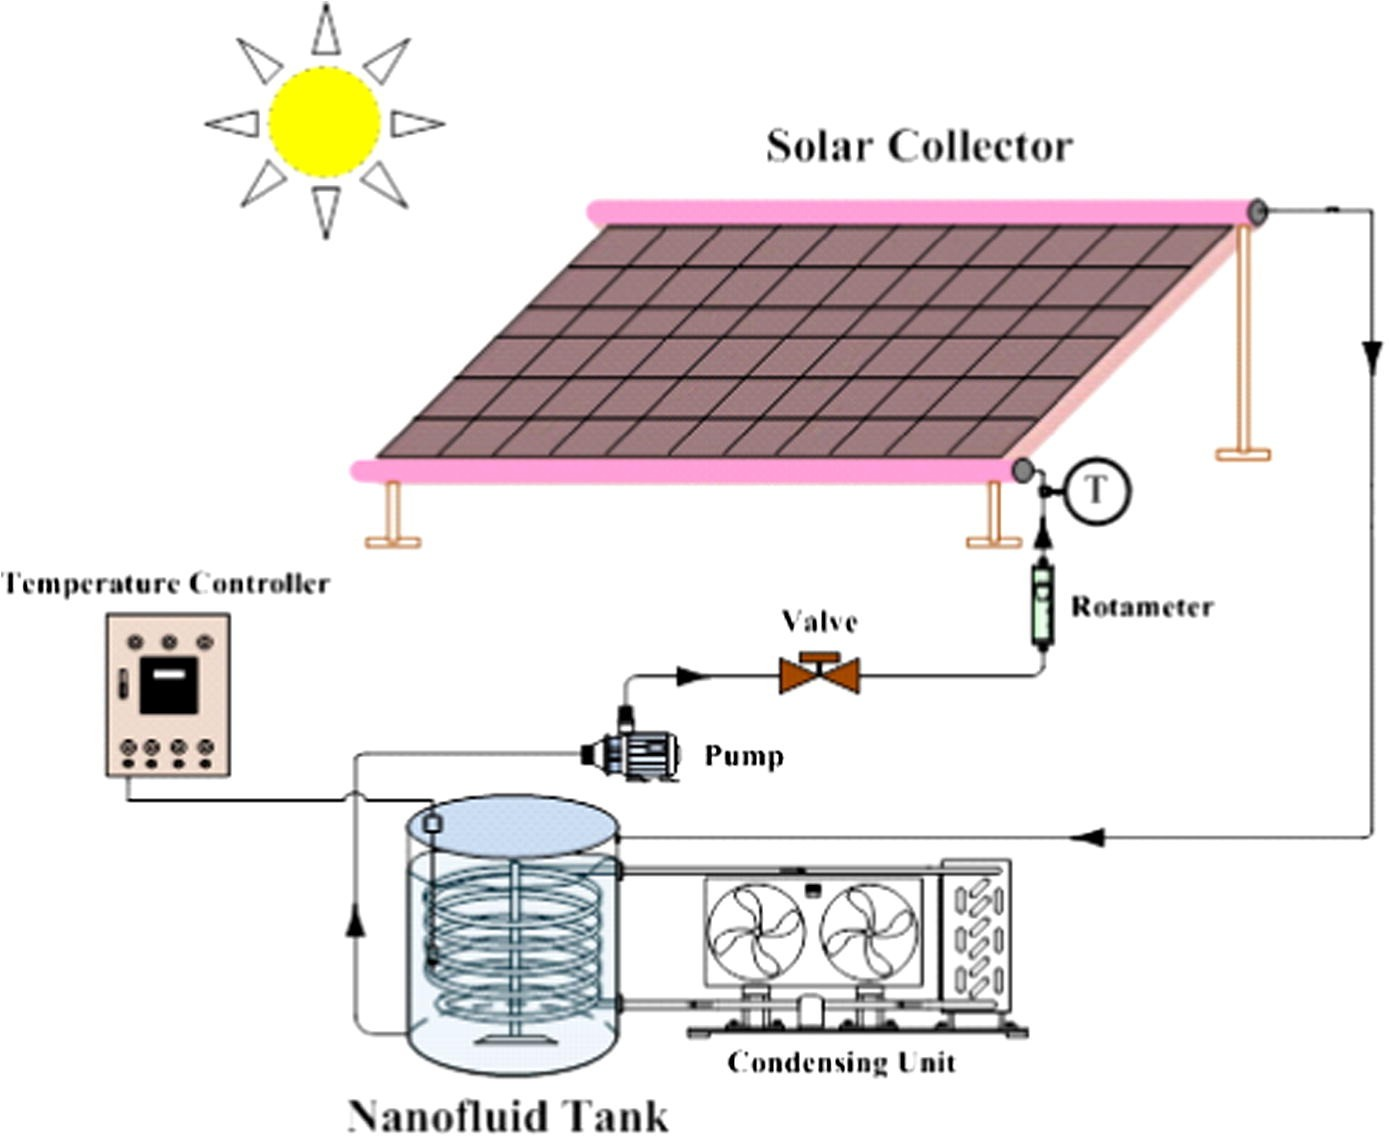 Solar Collector
T
Temperature Controller
Rotameter
Valve
Pump
Condensing Unit
Nanofluid Tank